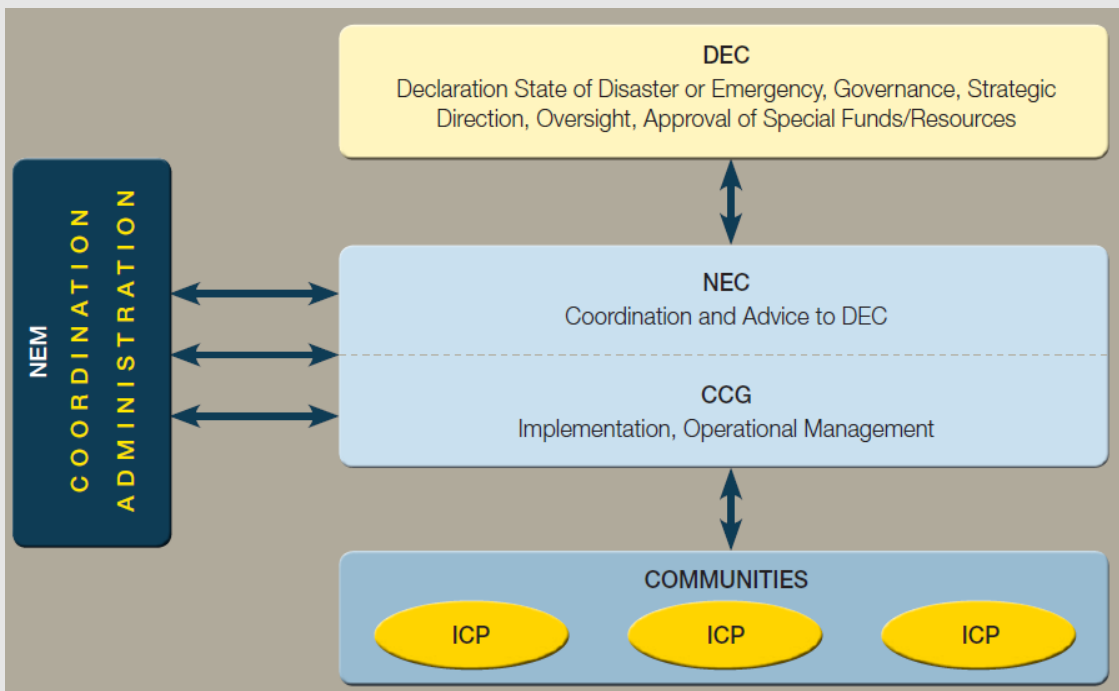 DEC
Declaration State of Disaster or Emergency, Governance, Strategic
Direction, Oversight, Approval of Special Funds/Resources
NEM
COORDINATION
ADMINISTRATION
NEC
Coordination and Advice to DEC
CCG
Implementation, Operational Management
COMMUNITIES
ICP
ICP
ICP